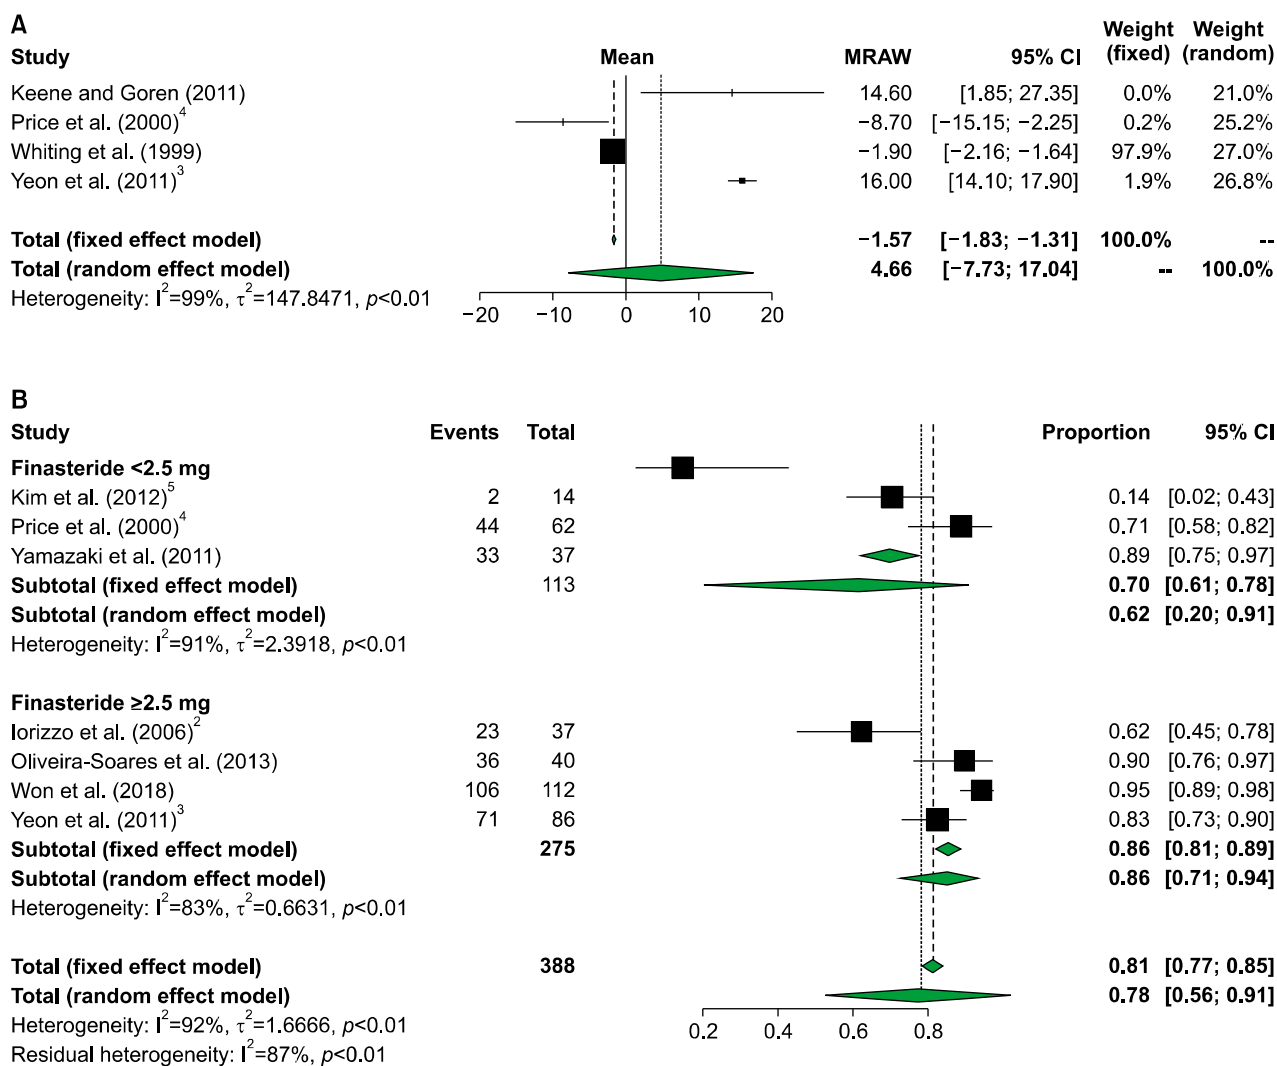 A
Weight Weight
Study Mean MRAW 95% CI (fixed) (random)
Keene and Goren (2011) 14.60 [1.85; 27.35] 0.0% 21.0%
Price et al. (2000)4 −8.70 [−15.15; −2.25] 0.2% 25.2%
Whiting et al. (1999) −1.90 [−2.16; −1.64] 97.9% 27.0%
Yeon et al. (2011)3 16.00 [14.10; 17.90] 1.9% 26.8%
Total (fixed effect model) −1.57 [−1.83; −1.31] 100.0% --
Total (random effect model) 4.66 [−7.73; 17.04] -- 100.0%
Heterogeneity: I2=99%, τ2=147.8471, p<0.01
−20 −10 0 10 20
B
Study Events Total Proportion 95% CI
Finasteride <2.5 mg
Kim et al. (2012)5 2 14 0.14 [0.02; 0.43]
Price et al. (2000)4 44 62 0.71 [0.58; 0.82]
Yamazaki et al. (2011) 33 37 0.89 [0.75; 0.97]
Subtotal (fixed effect model) 113 0.70 [0.61; 0.78]
Subtotal (random effect model) 0.62 [0.20; 0.91]
Heterogeneity: I2=91%, τ2=2.3918, p<0.01
Finasteride ≥2.5 mg
Iorizzo et al. (2006)2 23 37 0.62 [0.45; 0.78]
Oliveira-Soares et al. (2013) 36 40 0.90 [0.76; 0.97]
Won et al. (2018) 106 112 0.95 [0.89; 0.98]
Yeon et al. (2011)3 71 86 0.83 [0.73; 0.90]
Subtotal (fixed effect model) 275 0.86 [0.81; 0.89]
Subtotal (random effect model) 0.86 [0.71; 0.94]
Heterogeneity: I2=83%, τ2=0.6631, p<0.01
Total (fixed effect model) 388 0.81 [0.77; 0.85]
Total (random effect model) 0.78 [0.56; 0.91]
Heterogeneity: I2=92%, τ2=1.6666, p<0.01
Residual heterogeneity: I2=87%, p<0.01
0.2 0.4 0.6 0.8